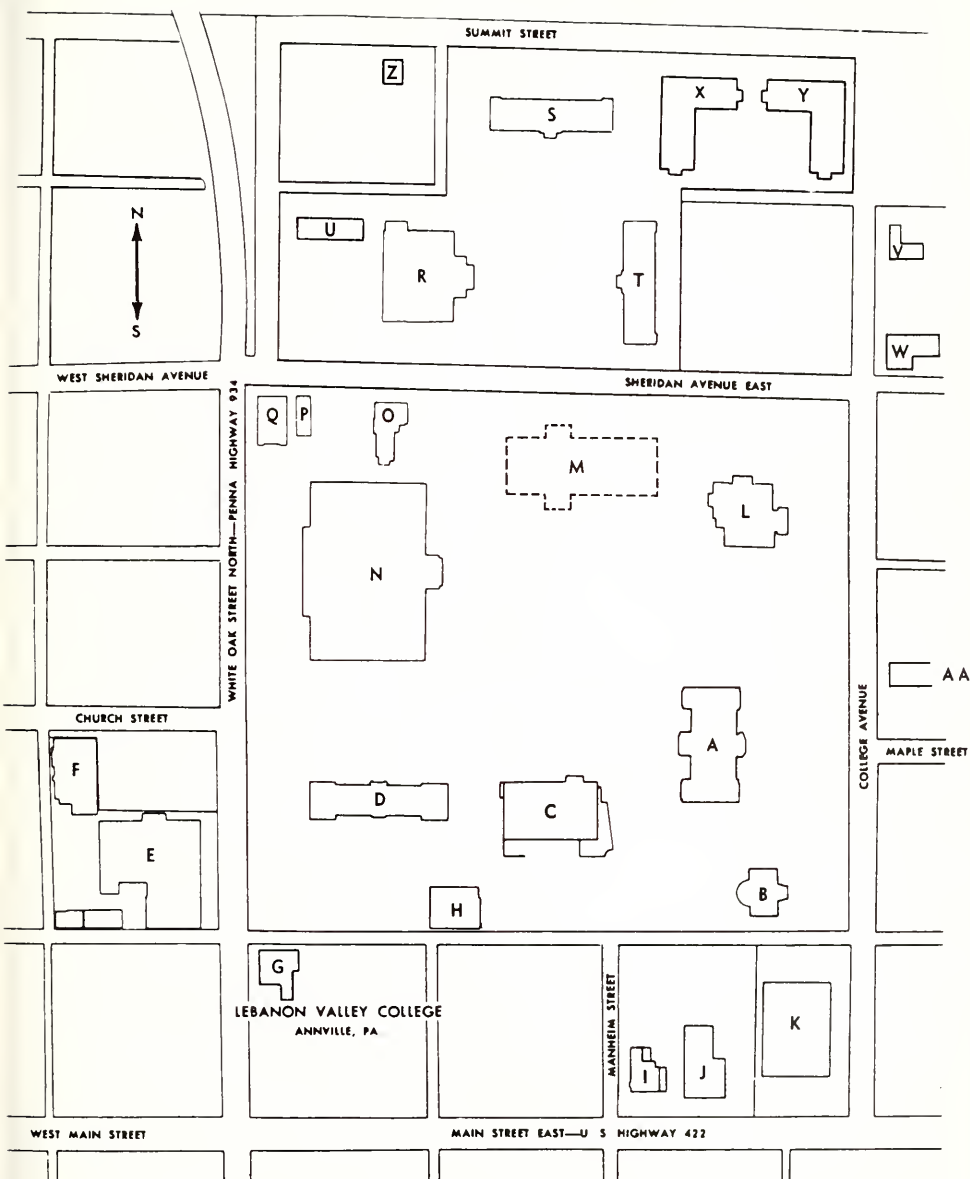 SUMMIT STREET
Z
X
Y
S
N
S
U
R
T
V
W
WEST SHERIDAN AVENUE
SHERIDAN AVENUE EAST
WHITE OAK STREET NORTH—PENNA HIGHWAY 934
Q
P
O
M
L
N
AA
CHURCH STREET
COLLEGE AVENUE
MAPLE STREET
A
F
D
C
E
B
H
G
LEBANON VALLEY COLLEGE
ANNVILLE, PA
MANHEIM STREET
K
I
J
WEST MAIN STREET
MAIN STREET EAST—U S HIGHWAY 422